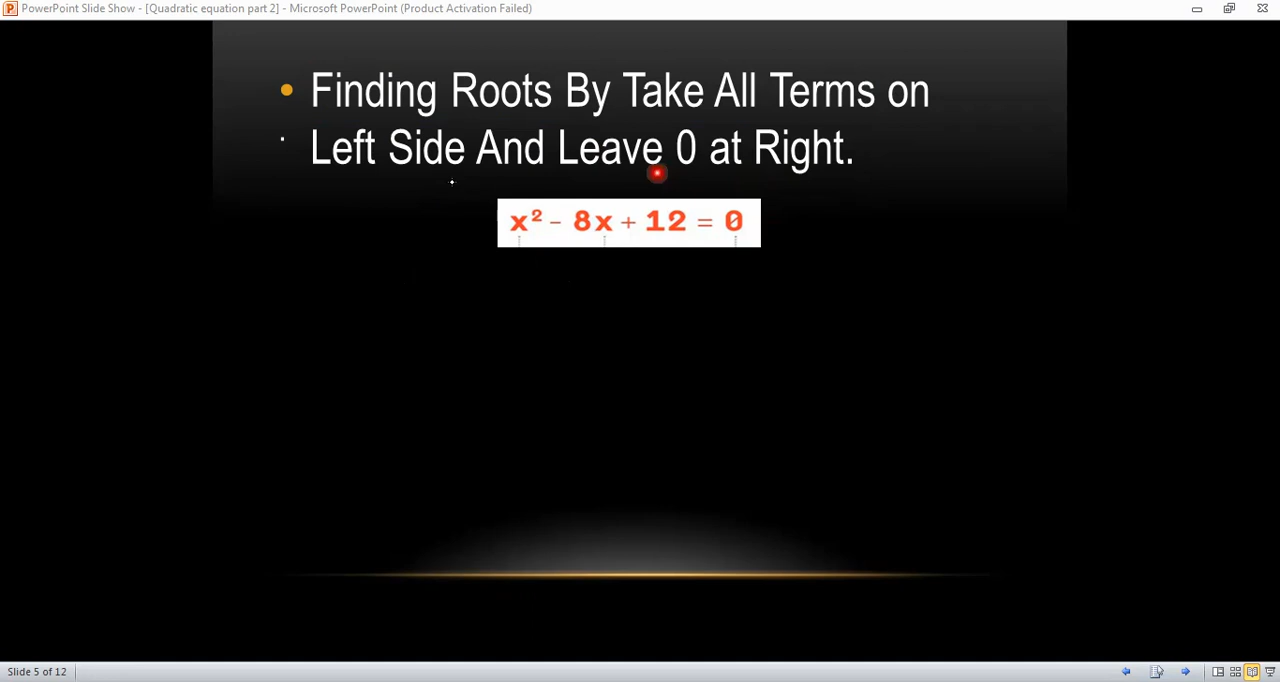 PowerPoint Slide Show - [Quadratic equation part 2] - Microsoft PowerPoint (Product Activation Failed)
• Finding Roots By Take All Terms on
Left Side And Leave 0 at Right.
x² - 8x + 12 = 0
Slide 5 of 12